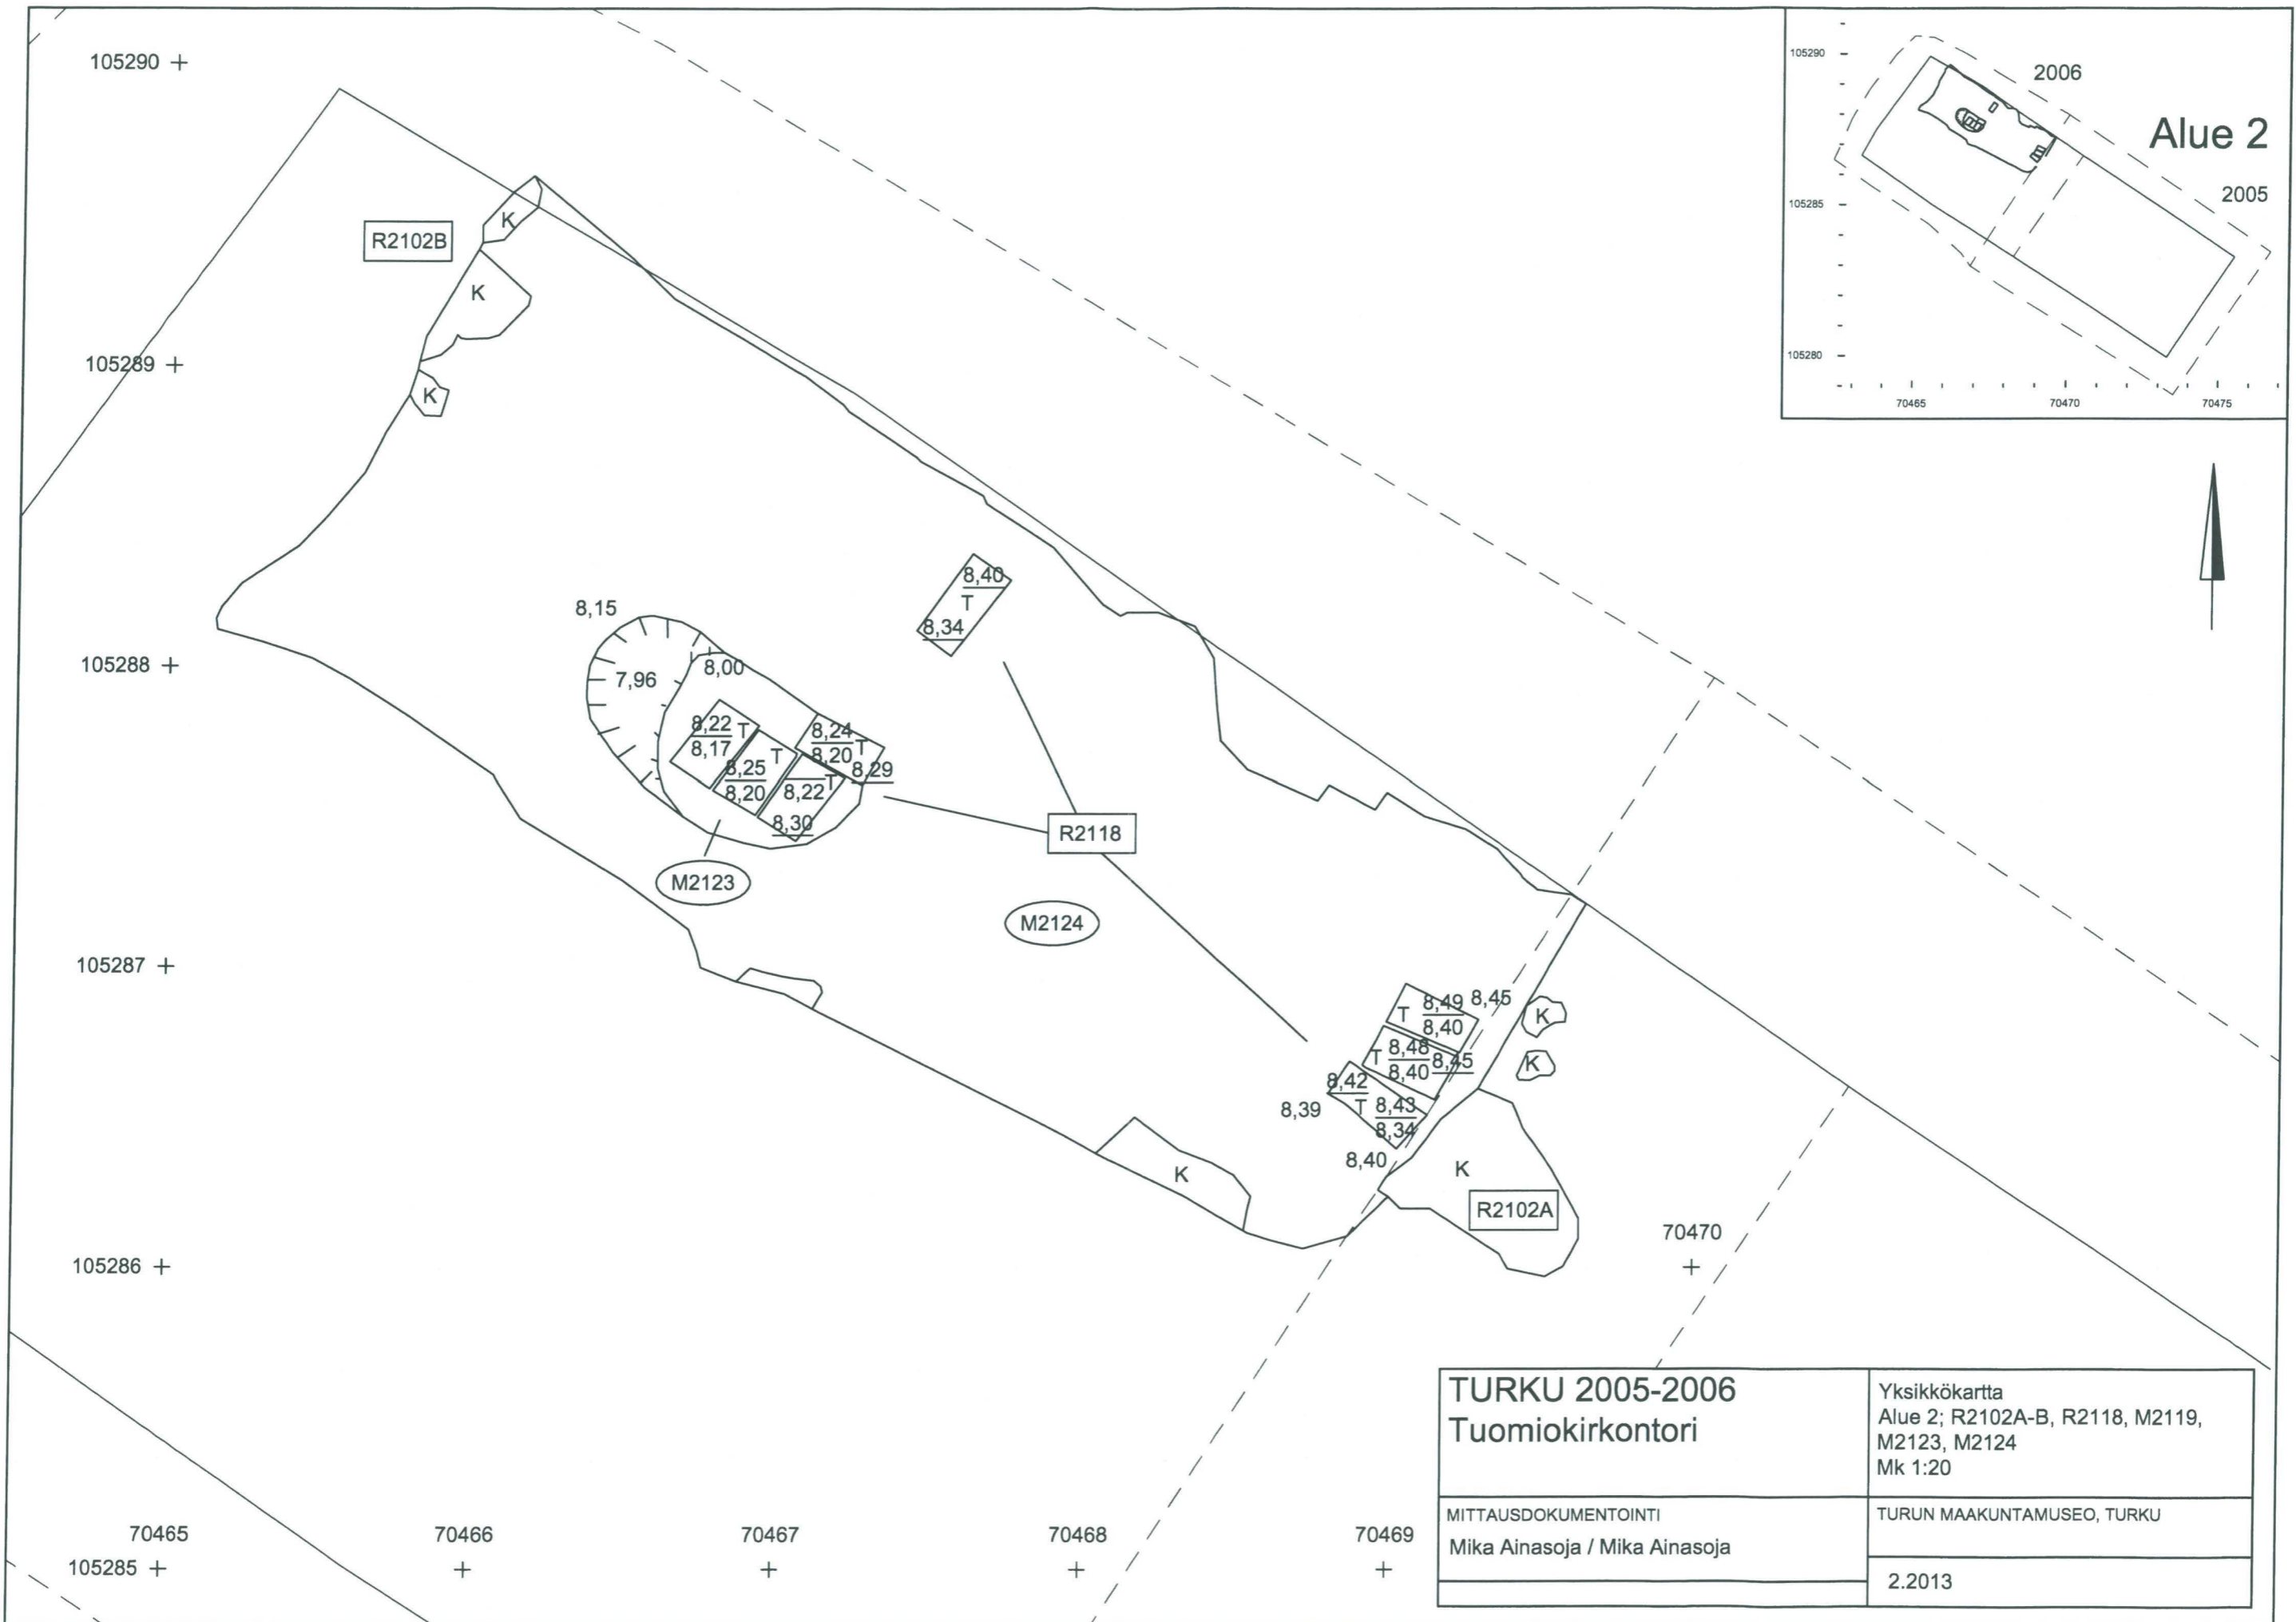 105290
105290
2006
Alue 2
2005
105285
105280
70465
70470
70475
R2102B
K
K
105289
K
8,40
T
8,34
8,15
105288
8,00
7,96
8,22 T
8,17
8,24
8,20 T
T
8,25
8,20
8,29
T
8,22
8,30
R2118
M2123
M2124
105287
T 8,49 8,45
8,40
K
T 8,48
8,40 8,45
K
8,42
T 8,43
8,34
8,39
8,40
K
K
R2102A
70470
105286
TURKU 2005-2006
Tuomiokirkontori
Yksikkökartta
Alue 2; R2102A-B, R2118, M2119,
M2123, M2124
Mk 1:20
MITTAUSDOKUMENTOINTI
Mika Ainasoja / Mika Ainasoja
TURUN MAAKUNTAMUSEO, TURKU
2.2013
70465
70466
70467
70468
70469
105285